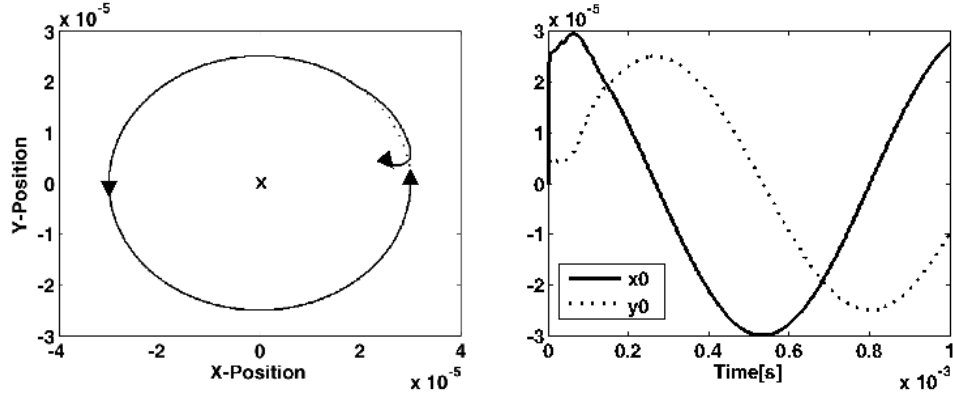 x 10⁻⁵
3
2
1
0
-1
-2
-3
Y-Position
x
-4 -2 0 2 4
X-Position
x 10⁻⁵
x 10⁻⁵
3
2
1
0
-1
-2
-3
x0
y0
0 0.2 0.4 0.6 0.8 1
Time[s]
x 10⁻³